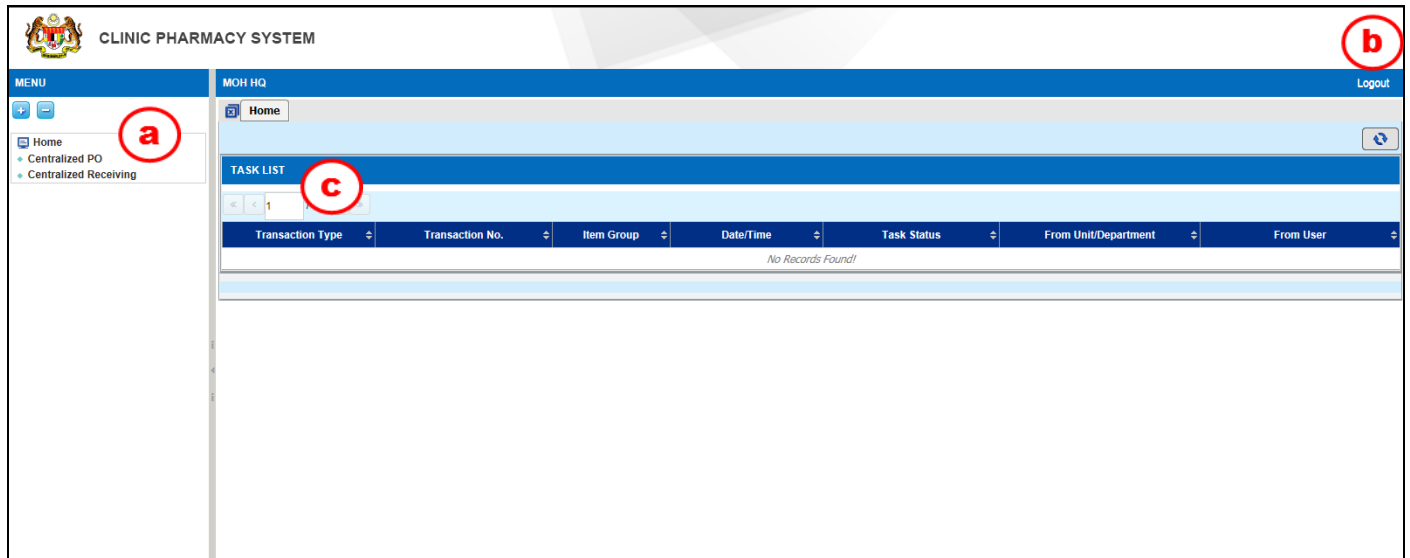 CLINIC PHARMACY SYSTEM
b
MENU
MOH HQ
Logout
Home
a
Home
Centralized PO
Centralized Receiving
TASK LIST
c
« < 1 / »
Transaction Type Transaction No. Item Group Date/Time Task Status From Unit/Department From User
No Records Found!